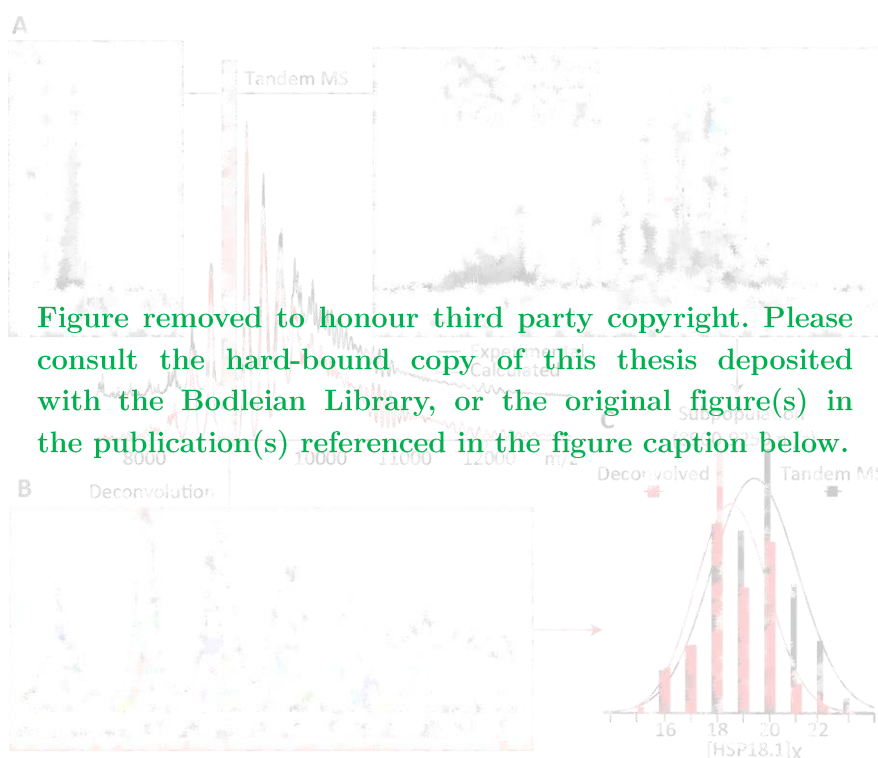 A
Tandem MS
Figure removed to honour third party copyright. Please
consult the hard-bound copy of this thesis deposited
with the Bodleian Library, or the original figure(s) in
the publication(s) referenced in the figure caption below.
Calculated
C
8000
10000
11000
12000
m/z
B
Deconvolution
Deconvolved
Tandem MS
16
18
20
22
[HSP18.1]X